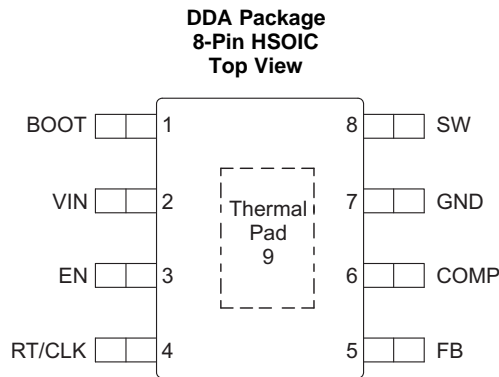 DDA Package
8-Pin HSOIC
Top View
BOOT 1 8 SW
VIN 2 7 GND
Thermal
Pad
9
EN 3 6 COMP
RT/CLK 4 5 FB